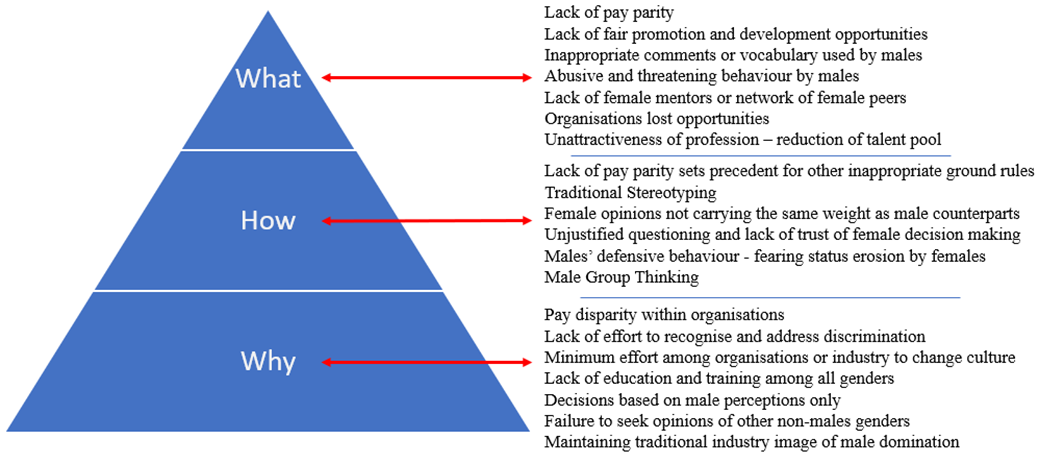 What
Lack of pay parity
Lack of fair promotion and development opportunities
Inappropriate comments or vocabulary used by males
Abusive and threatening behaviour by males
Lack of female mentors or network of female peers
Organisations lost opportunities
Unattractiveness of profession – reduction of talent pool
How
Lack of pay parity sets precedent for other inappropriate ground rules
Traditional Stereotyping
Female opinions not carrying the same weight as male counterparts
Unjustified questioning and lack of trust of female decision making
Males’ defensive behaviour - fearing status erosion by females
Male Group Thinking
Why
Pay disparity within organisations
Lack of effort to recognise and address discrimination
Minimum effort among organisations or industry to change culture
Lack of education and training among all genders
Decisions based on male perceptions only
Failure to seek opinions of other non-males genders
Maintaining traditional industry image of male domination